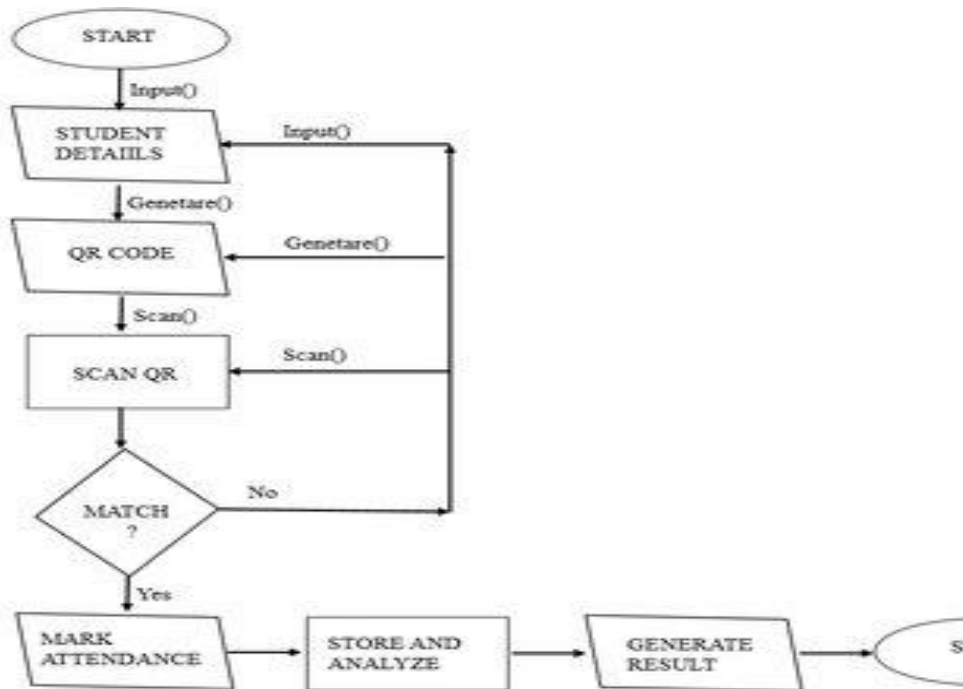 START
Input()
STUDENT
DETAIILS
Input()
Genetare()
QR CODE
Genetare()
Scan()
SCAN QR
Scan()
MATCH
?
No
Yes
MARK
ATTENDANCE
STORE AND
ANALYZE
GENERATE
RESULT
S